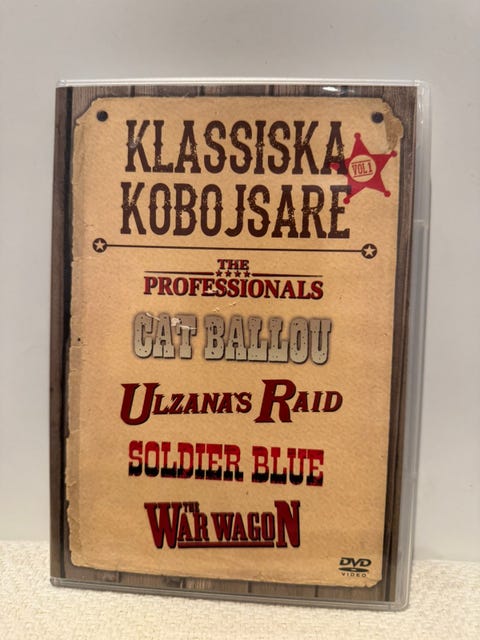 KLASSISKA
VOL 1
KOBOJSARE
THE
PROFESSIONALS
CAT BALLOU
ULZANA'S RAID
SOLDIER BLUE
THE
WAR WAGON
DVD
VIDEO